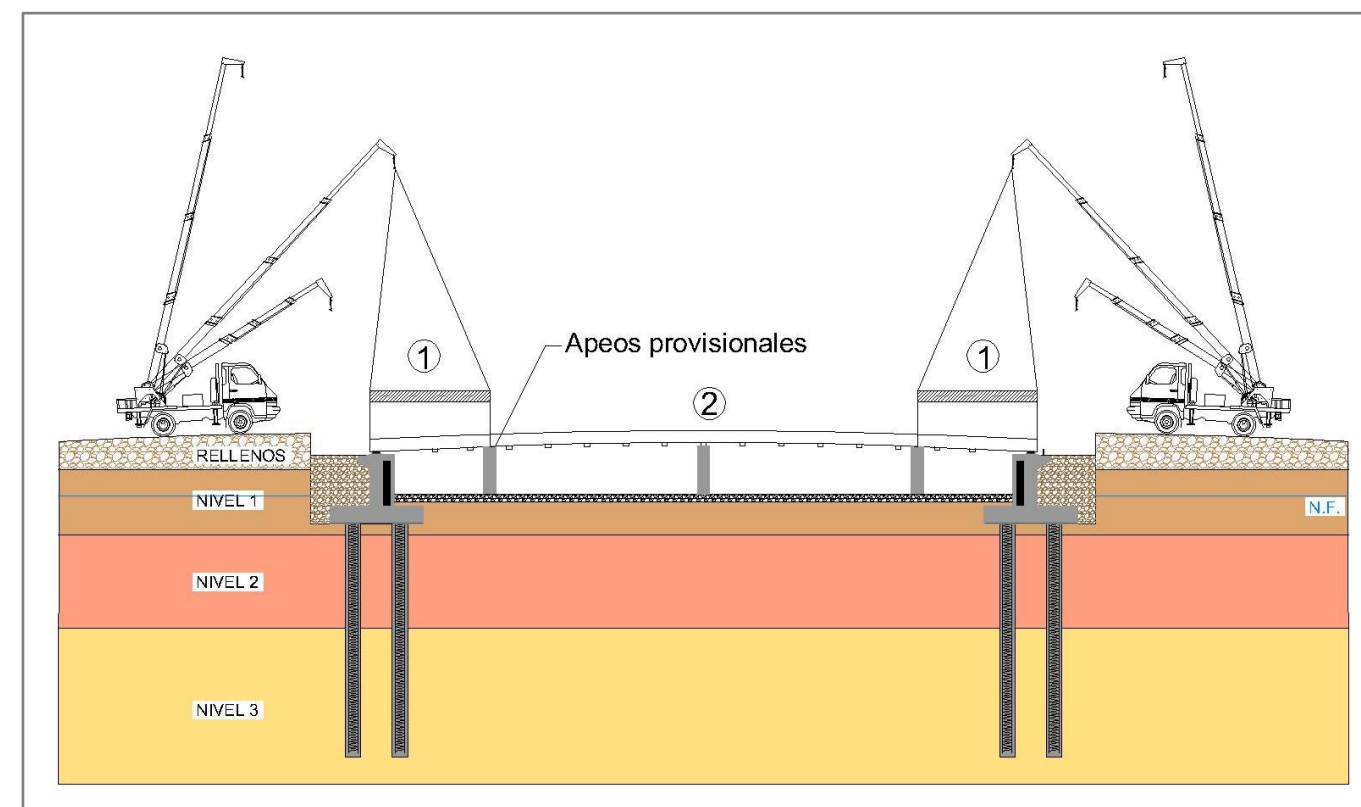 1
1
Apeos provisionales
2
RELLENOS
NIVEL 1
N.F.
NIVEL 2
NIVEL 3